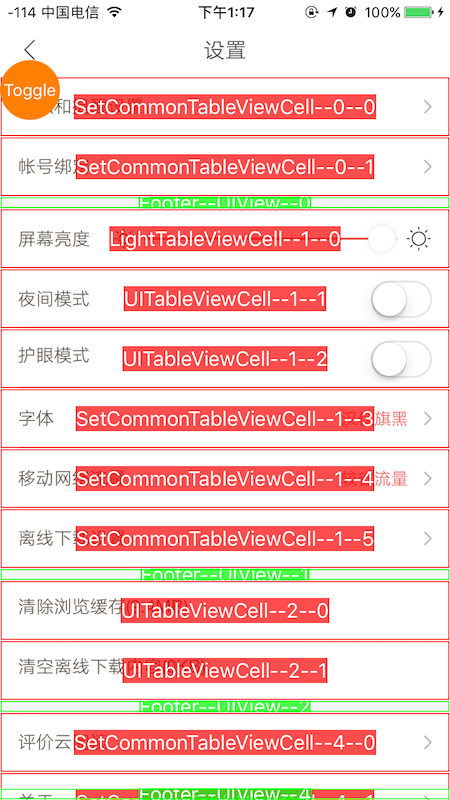 -114 中国电信 下午1:17 100%
设置
Toggle
SetCommonTableViewCell--0--0
帐号绑定 SetCommonTableViewCell--0--1
Footer--UIView--0
屏幕亮度 LightTableViewCell--1--0
夜间模式 UITableViewCell--1--1
护眼模式 UITableViewCell--1--2
字体 SetCommonTableViewCell--1--3 旗黑
移动网络 SetCommonTableViewCell--1--4 流量
离线下 SetCommonTableViewCell--1--5
Footer--UIView--1
清除浏览缓存 UITableViewCell--2--0
清空离线下载 UITableViewCell--2--1
Footer--UIView--2
评价云 SetCommonTableViewCell--4--0
关于 Footer--UIView--4